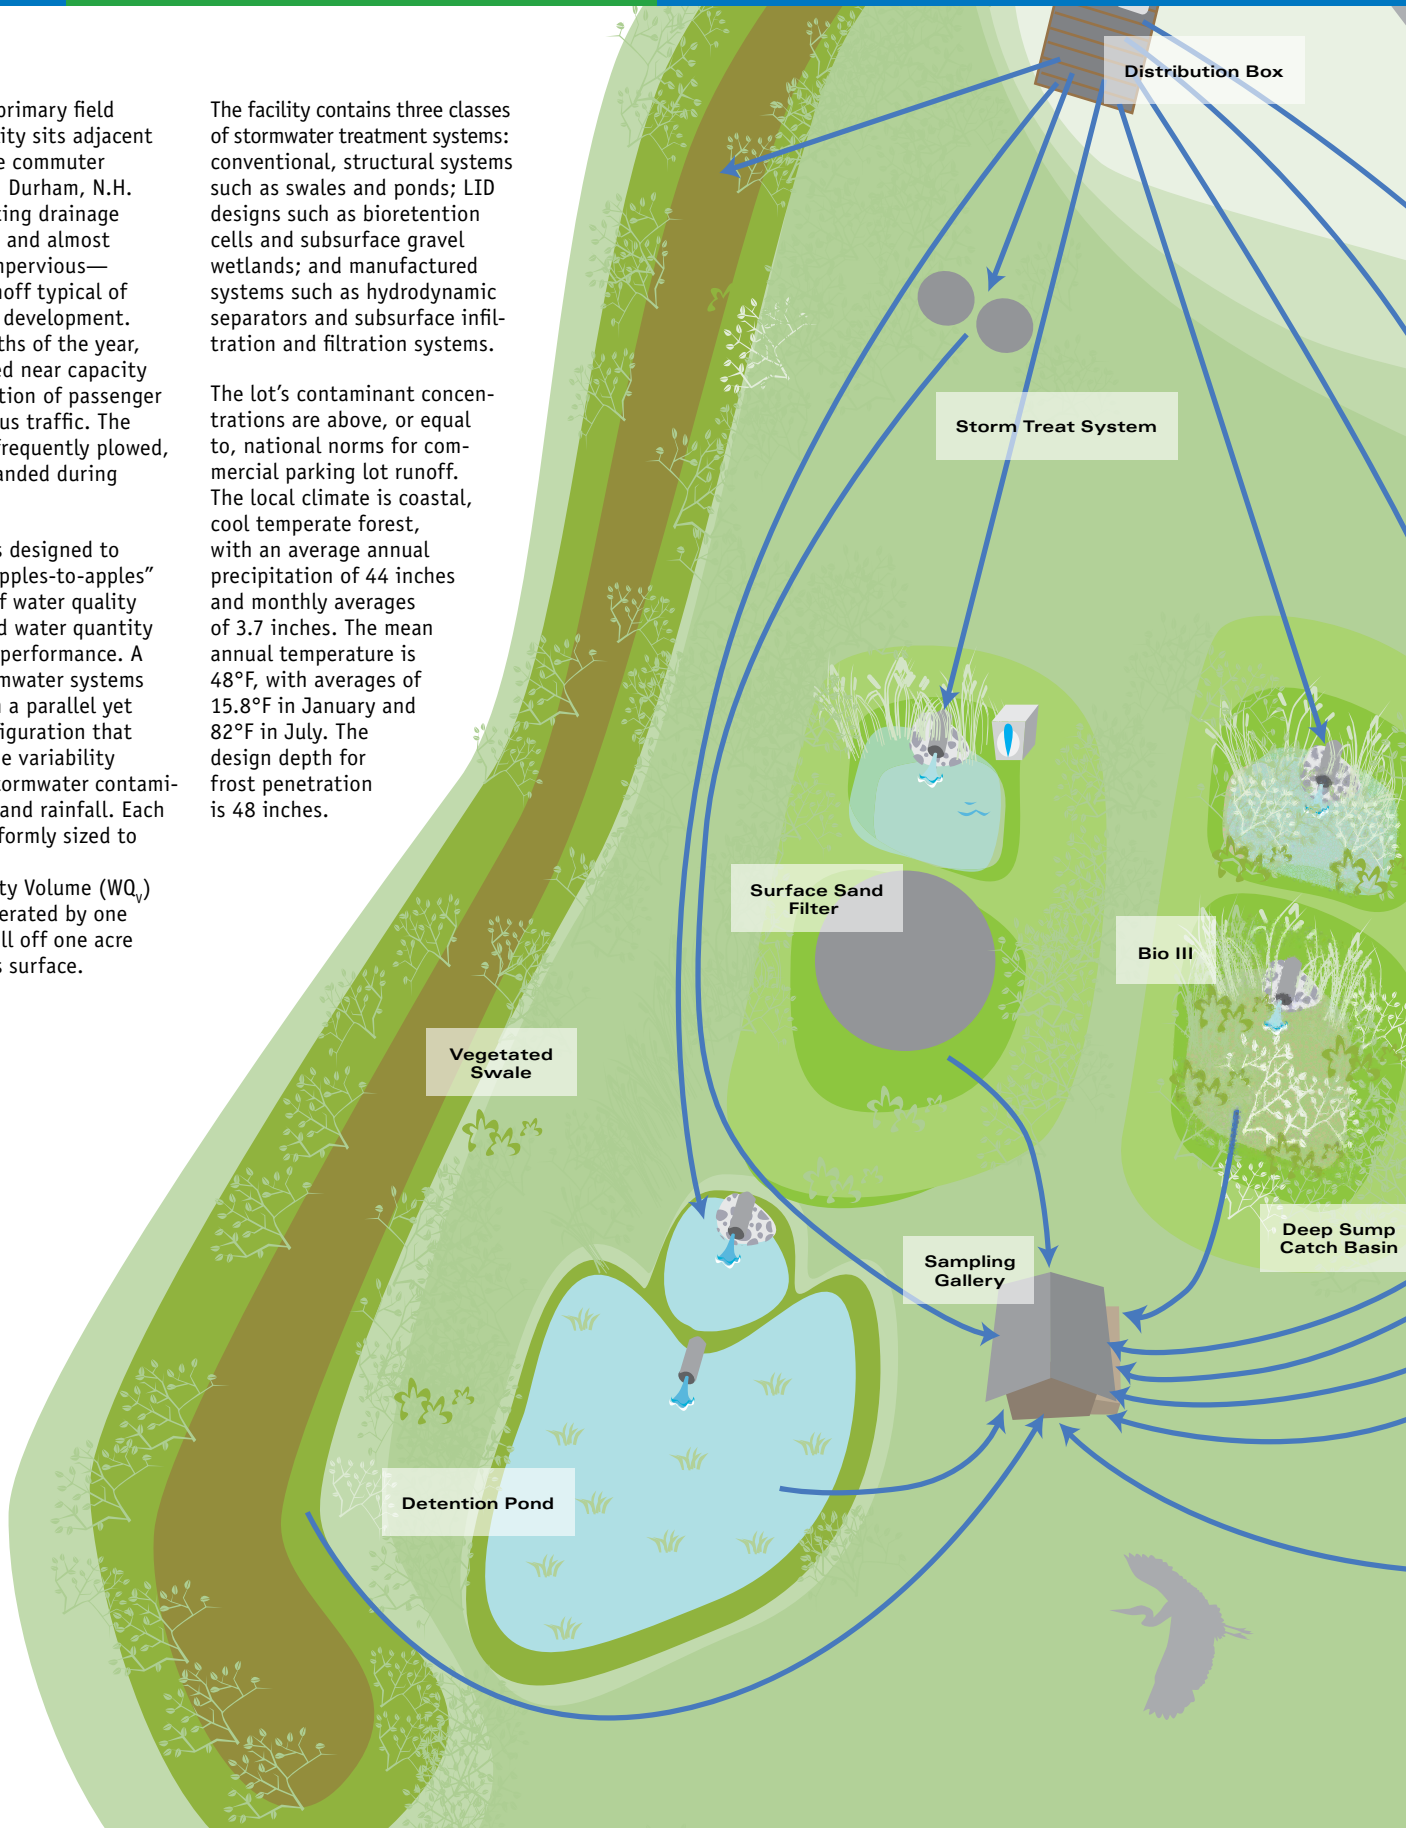 primary field
ity sits adjacent
e commuter
Durham, N.H.
king drainage
and almost
mpervious—
noff typical of
development.
ths of the year,
ed near capacity
ction of passenger
us traffic. The
frequently plowed,
anded during
s designed to
pples-to-apples”
f water quality
d water quantity
performance. A
mwater systems
n a parallel yet
figuration that
e variability
tormwater contami-
and rainfall. Each
formly sized to
ty Volume (WQv)
erated by one
ll off one acre
s surface.
The facility contains three classes
of stormwater treatment systems:
conventional, structural systems
such as swales and ponds; LID
designs such as bioretention
cells and subsurface gravel
wetlands; and manufactured
systems such as hydrodynamic
separators and subsurface infil-
tration and filtration systems.
The lot’s contaminant concen-
trations are above, or equal
to, national norms for com-
mercial parking lot runoff.
The local climate is coastal,
cool temperate forest,
with an average annual
precipitation of 44 inches
and monthly averages
of 3.7 inches. The mean
annual temperature is
48°F, with averages of
15.8°F in January and
82°F in July. The
design depth for
frost penetration
is 48 inches.
Distribution Box
Storm Treat System
Surface Sand
Filter
Bio III
Vegetated
Swale
Deep Sump
Catch Basin
Sampling
Gallery
Detention Pond